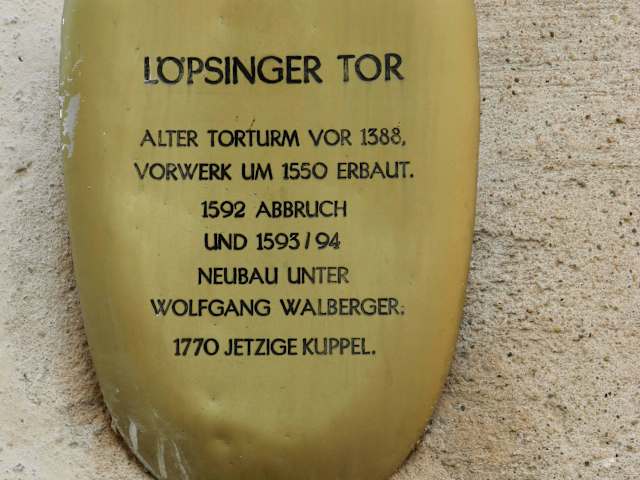 LÖPSINGER TOR
ALTER TORTURM VOR 1388,
VORWERK UM 1550 ERBAUT.
1592 ABBRUCH
UND 1593/94
NEUBAU UNTER
WOLFGANG WALBERGER;
1770 JETZIGE KUPPEL.